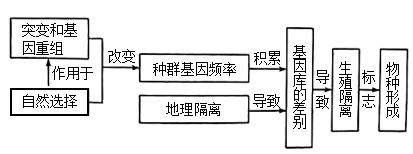 突变和基
因重组
作用于
自然选择
改变
种群基因频率
积累
地理隔离
导致
基因库的差别
导致
生殖隔离
标志
物种形成